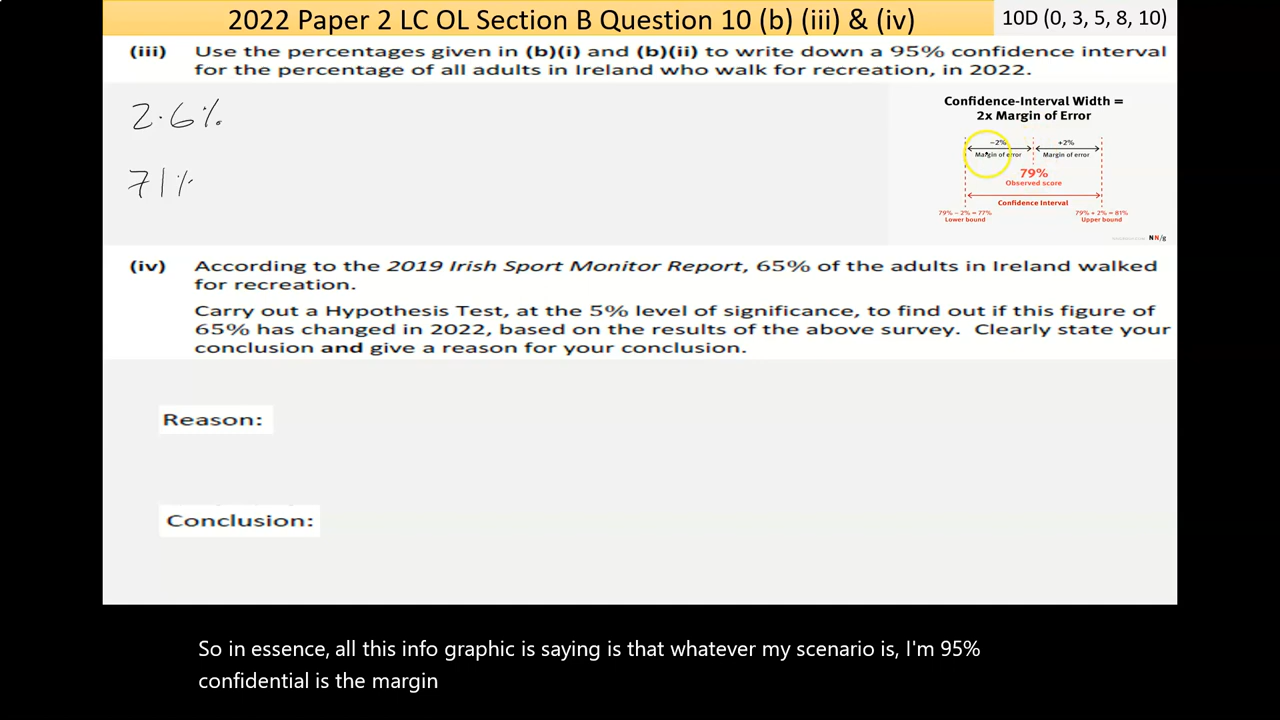 2022 Paper 2 LC OL Section B Question 10 (b) (iii) & (iv)
10D (0, 3, 5, 8, 10)
(iii) Use the percentages given in (b)(i) and (b)(ii) to write down a 95% confidence interval
for the percentage of all adults in Ireland who walk for recreation, in 2022.
2.6%
71%
Confidence-Interval Width =
2x Margin of Error
-2% +2%
Margin of error Margin of error
79%
Observed score
Confidence Interval
79% – 2% = 77% 79% + 2% = 81%
Lower bound Upper bound
NN/g
(iv) According to the 2019 Irish Sport Monitor Report, 65% of the adults in Ireland walked
for recreation.
Carry out a Hypothesis Test, at the 5% level of significance, to find out if this figure of
65% has changed in 2022, based on the results of the above survey. Clearly state your
conclusion and give a reason for your conclusion.
Reason:
Conclusion:
So in essence, all this info graphic is saying is that whatever my scenario is, I'm 95%
confidential is the margin